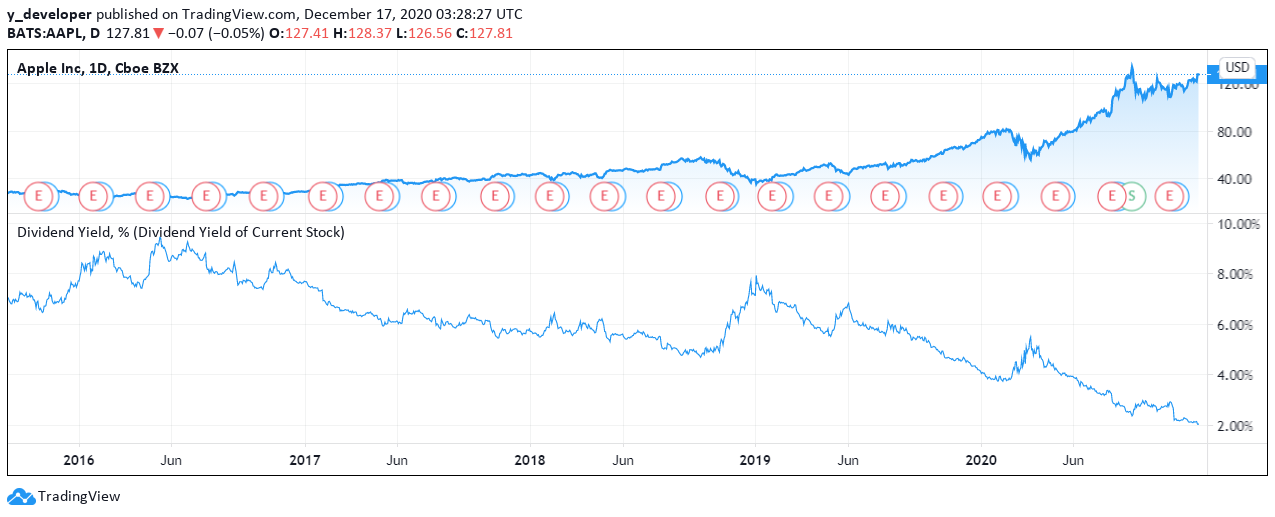 y_developer published on TradingView.com, December 17, 2020 03:28:27 UTC
BATS:AAPL, D 127.81 ▼ −0.07 (−0.05%) O:127.41 H:128.37 L:126.56 C:127.81
Apple Inc, 1D, Cboe BZX
USD
120.00
80.00
40.00
E E E E E E E E E E E E E E E E E E E E S E
Dividend Yield, % (Dividend Yield of Current Stock)
10.00%
8.00%
6.00%
4.00%
2.00%
2016 Jun 2017 Jun 2018 Jun 2019 Jun 2020 Jun
TradingView